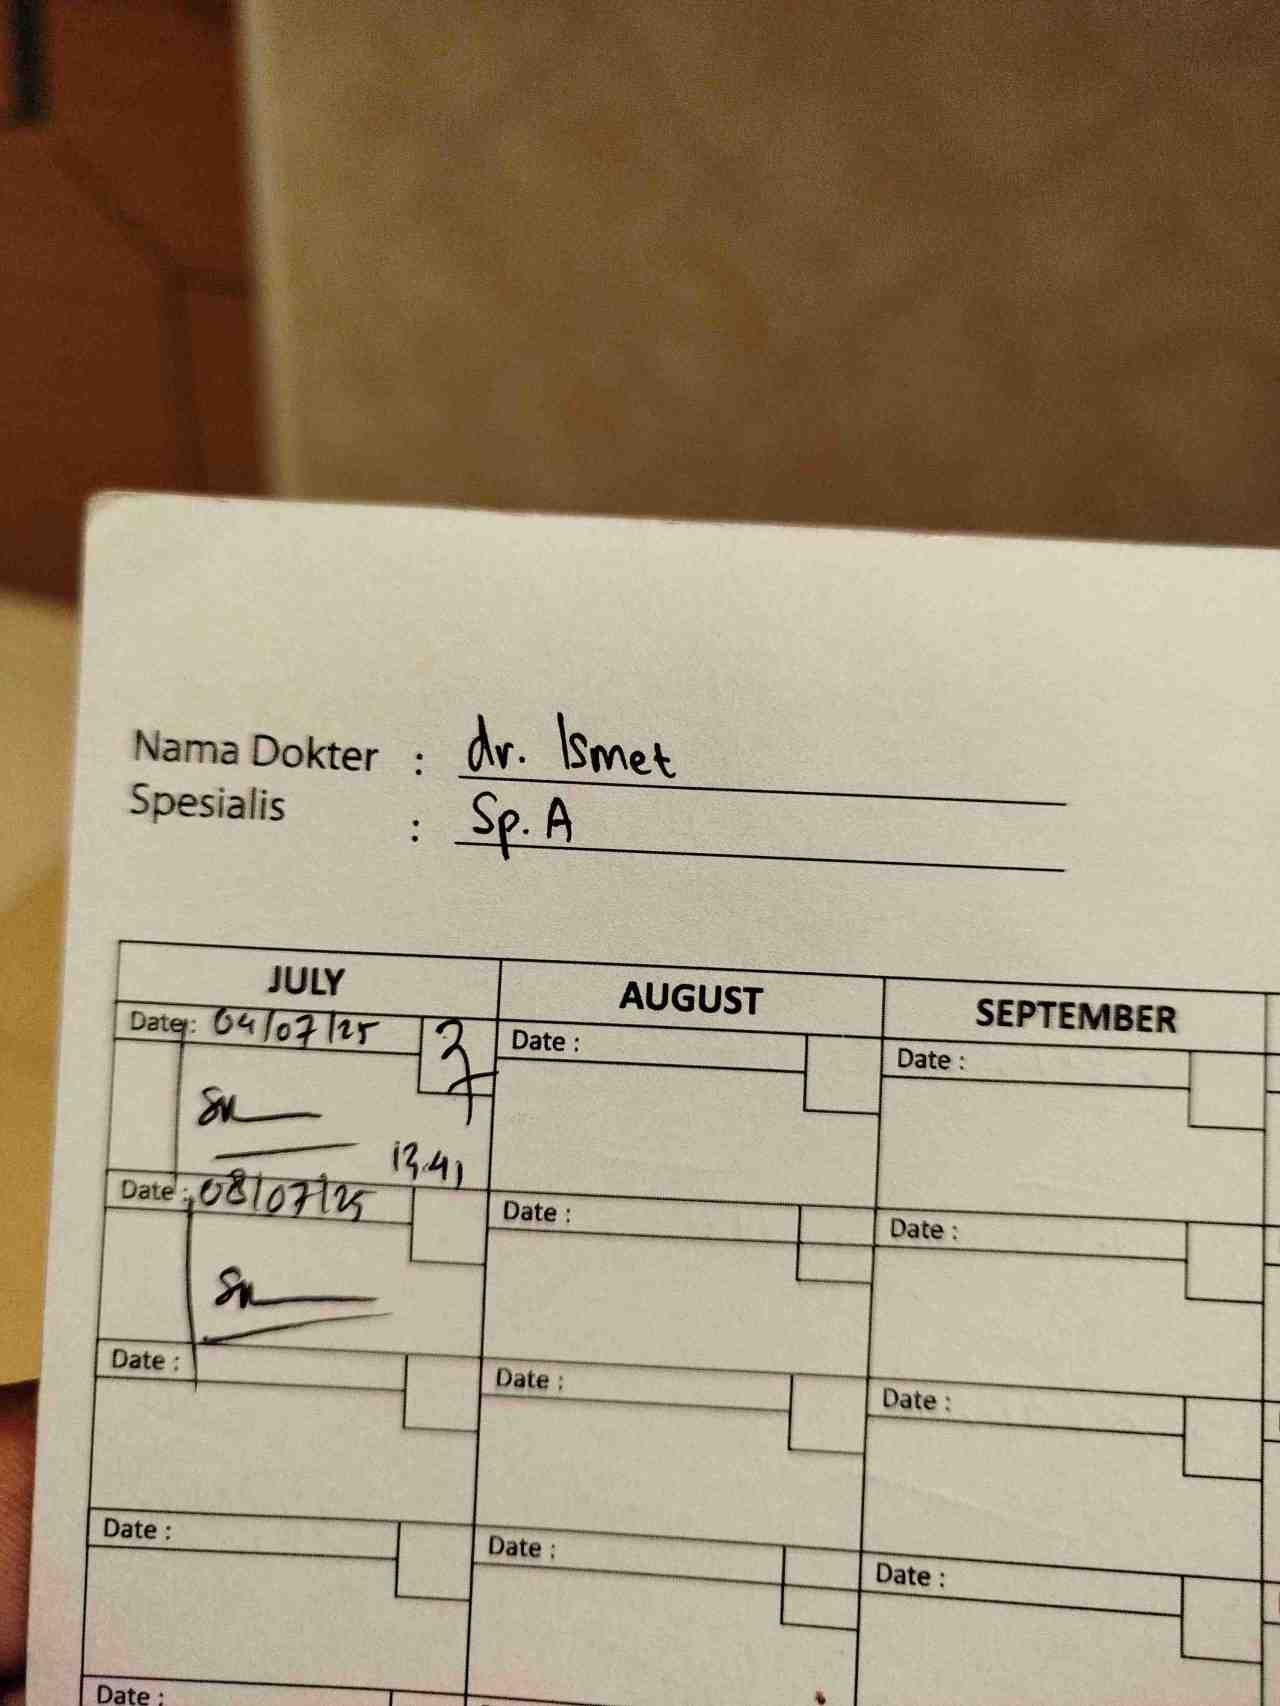 Nama Dokter : dr. Ismet
Spesialis : Sp. A
JULY AUGUST SEPTEMBER
Date : 04/07/25
Date :
Date :
13.41
Date : 08/07/25
Date :
Date :
Date :
Date :
Date :
Date :
Date :
Date :
Date :